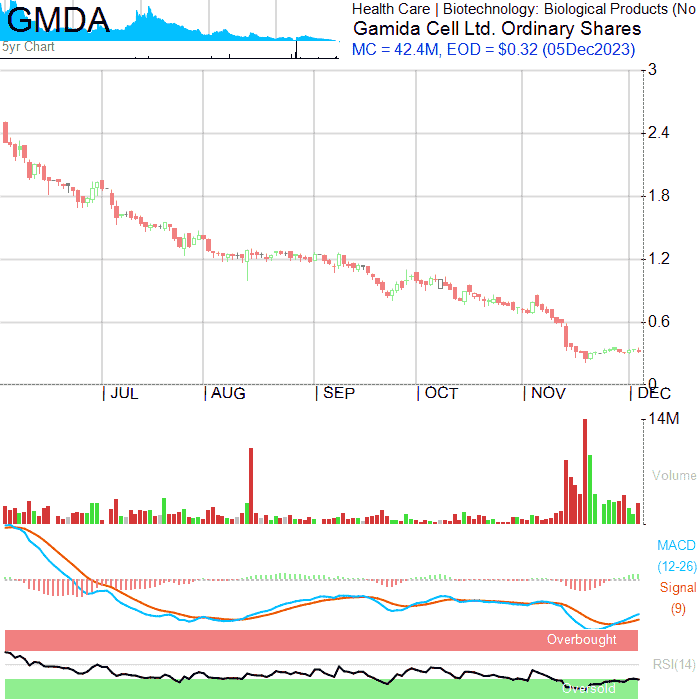 GMDA
5yr Chart
Health Care | Biotechnology: Biological Products (No
Gamida Cell Ltd. Ordinary Shares
MC = 42.4M, EOD = $0.32 (05Dec2023)
3
2.4
1.8
1.2
0.6
0
JUL AUG SEP OCT NOV DEC
14M
Volume
MACD
(12-26)
Signal
(9)
Overbought
RSI(14)
Oversold